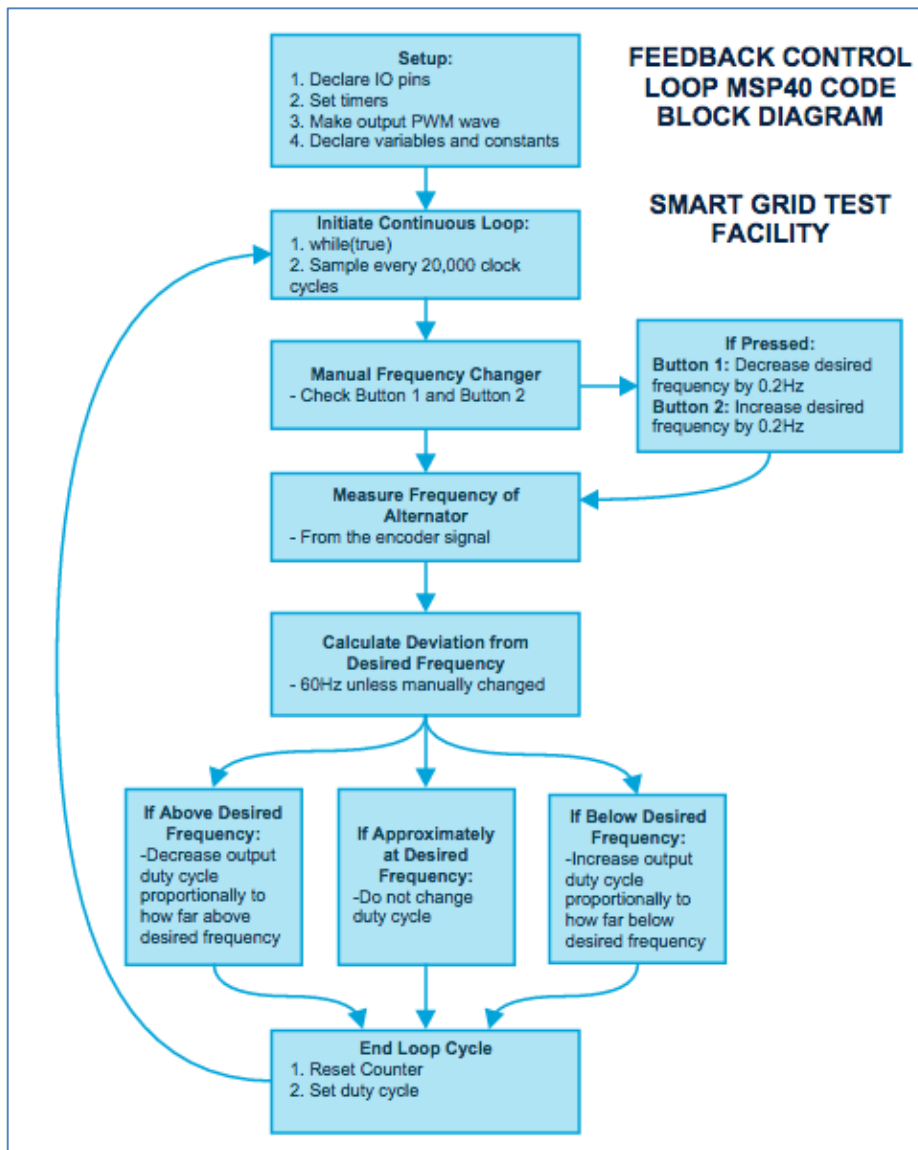 FEEDBACK CONTROL
LOOP MSP40 CODE
BLOCK DIAGRAM
SMART GRID TEST
FACILITY
Setup:
1. Declare IO pins
2. Set timers
3. Make output PWM wave
4. Declare variables and constants
Initiate Continuous Loop:
1. while(true)
2. Sample every 20,000 clock
cycles
Manual Frequency Changer
- Check Button 1 and Button 2
If Pressed:
Button 1: Decrease desired
frequency by 0.2Hz
Button 2: Increase desired
frequency by 0.2Hz
Measure Frequency of
Alternator
- From the encoder signal
Calculate Deviation from
Desired Frequency
- 60Hz unless manually changed
If Above Desired
Frequency:
-Decrease output
duty cycle
proportionally to
how far above
desired frequency
If Approximately
at Desired
Frequency:
-Do not change
duty cycle
If Below Desired
Frequency:
-Increase output
duty cycle
proportionally to
how far below
desired frequency
End Loop Cycle
1. Reset Counter
2. Set duty cycle